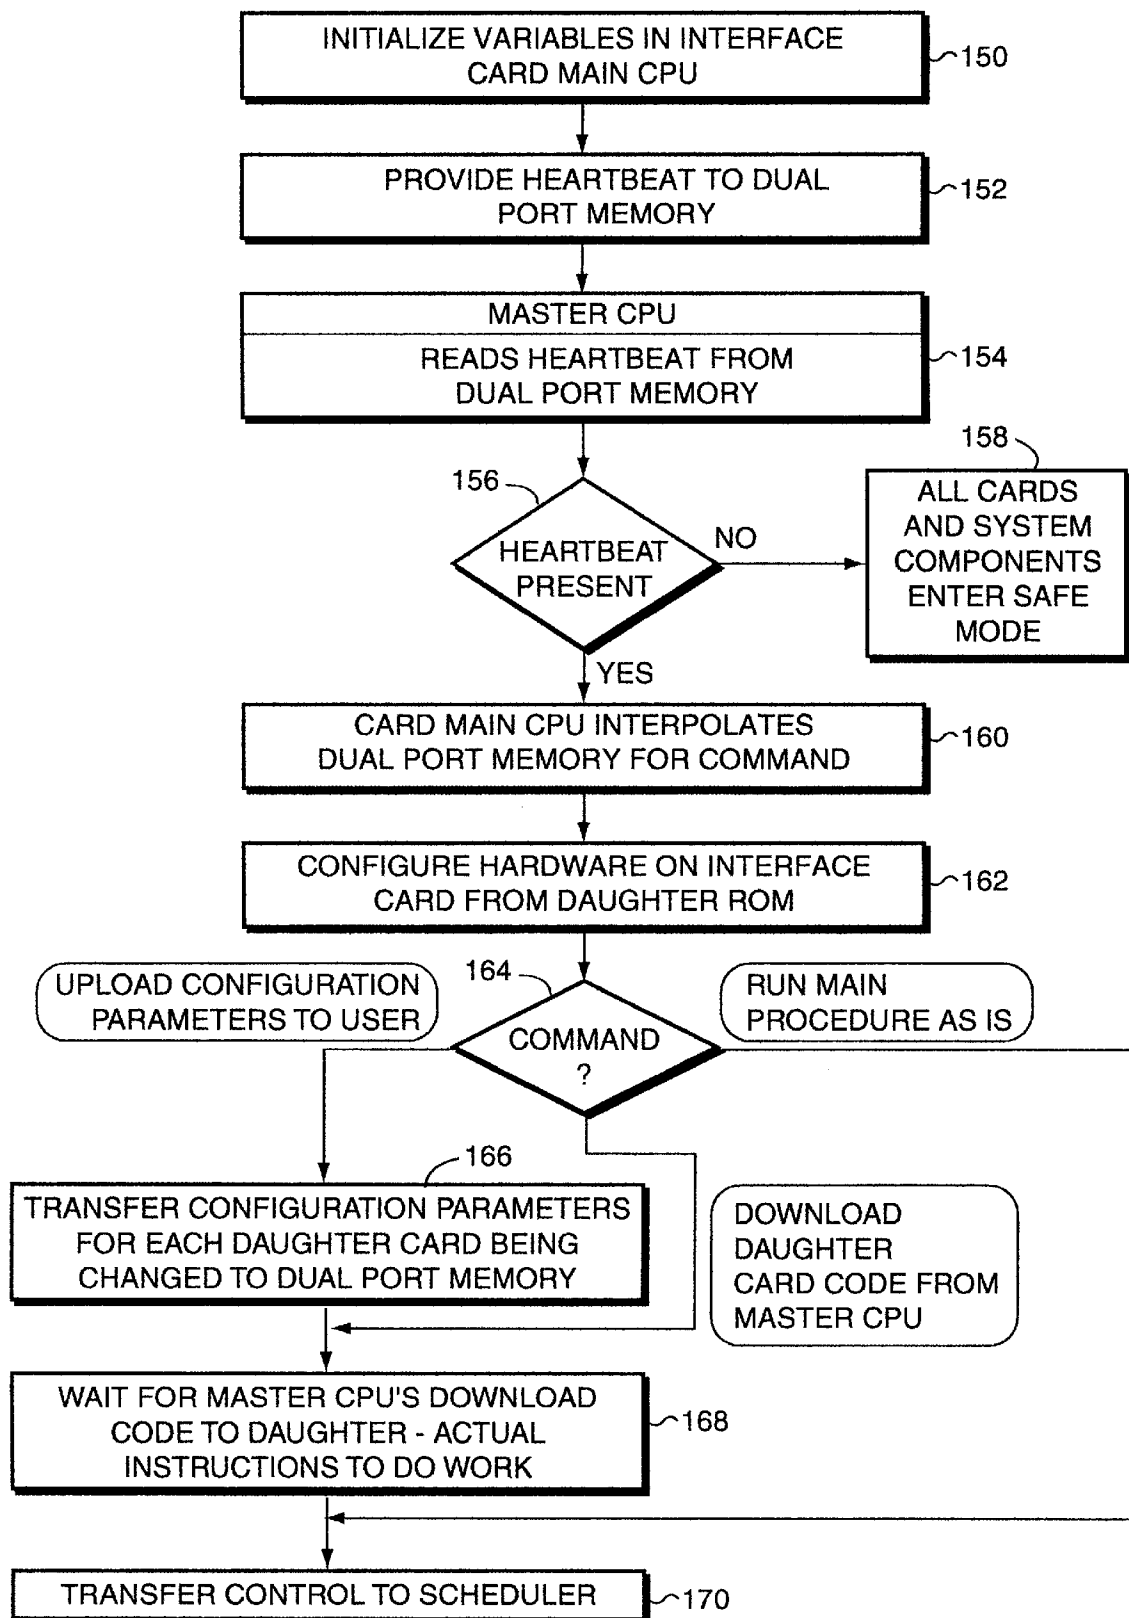 INITIALIZE VARIABLES IN INTERFACE
CARD MAIN CPU
150
PROVIDE HEARTBEAT TO DUAL
PORT MEMORY
152
MASTER CPU
READS HEARTBEAT FROM
DUAL PORT MEMORY
154
156
HEARTBEAT
PRESENT
NO
158
ALL CARDS
AND SYSTEM
COMPONENTS
ENTER SAFE
MODE
YES
CARD MAIN CPU INTERPOLATES
DUAL PORT MEMORY FOR COMMAND
160
CONFIGURE HARDWARE ON INTERFACE
CARD FROM DAUGHTER ROM
162
UPLOAD CONFIGURATION
PARAMETERS TO USER
164
COMMAND
?
RUN MAIN
PROCEDURE AS IS
166
TRANSFER CONFIGURATION PARAMETERS
FOR EACH DAUGHTER CARD BEING
CHANGED TO DUAL PORT MEMORY
DOWNLOAD
DAUGHTER
CARD CODE FROM
MASTER CPU
WAIT FOR MASTER CPU'S DOWNLOAD
CODE TO DAUGHTER - ACTUAL
INSTRUCTIONS TO DO WORK
168
TRANSFER CONTROL TO SCHEDULER
170